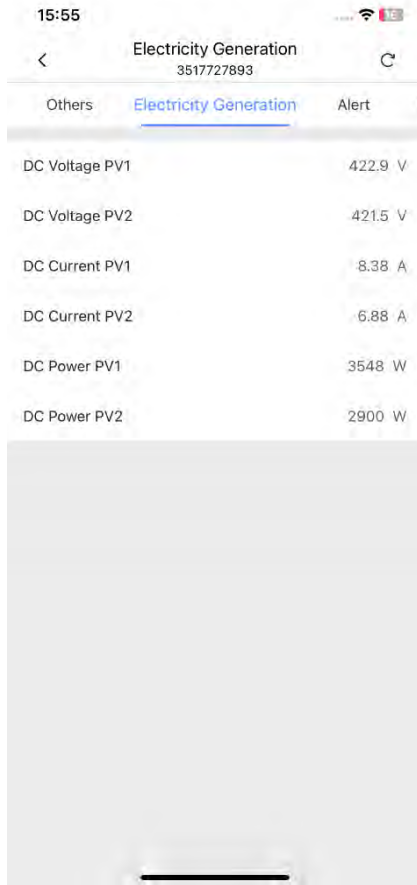 15:55
16
Electricity Generation
3517727893
Others Electricity Generation Alert
DC Voltage PV1 422.9 V
DC Voltage PV2 421.5 V
DC Current PV1 8.38 A
DC Current PV2 6.88 A
DC Power PV1 3548 W
DC Power PV2 2900 W